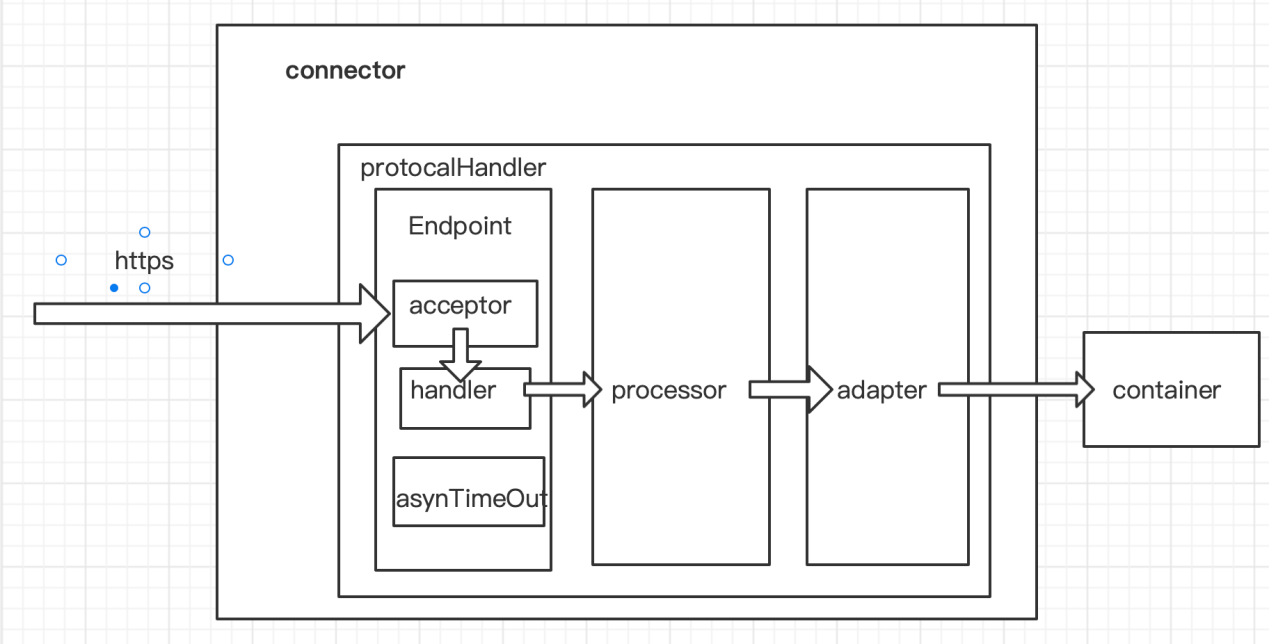 connector
protocalHandler
Endpoint
https
acceptor
handler
processor
adapter
container
asynTimeOut